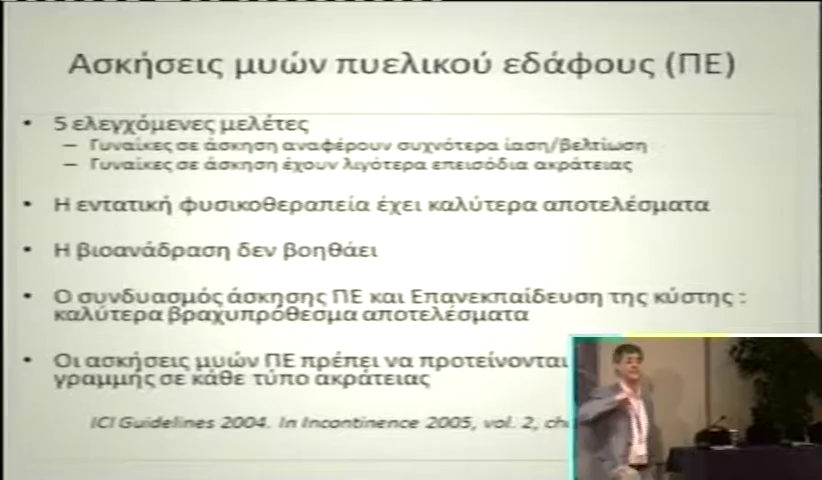 Ασκήσεις μυών πυελικού εδάφους (ΠΕ)
• 5 ελεγχόμενες μελέτες
– Γυναίκες σε άσκηση αναφέρουν συχνότερα ίαση/βελτίωση
– Γυναίκες σε άσκηση έχουν λιγότερα επεισόδια ακράτειας
• Η εντατική φυσικοθεραπεία έχει καλύτερα αποτελέσματα
• Η βιοανάδραση δεν βοηθάει
• Ο συνδυασμός άσκησης ΠΕ και Επανεκπαίδευση της κύστης :
καλύτερα βραχυπρόθεσμα αποτελέσματα
• Οι ασκήσεις μυών ΠΕ πρέπει να προτείνονται
γραμμής σε κάθε τύπο ακράτειας
ICI Guidelines 2004. In Incontinence 2005, vol. 2,